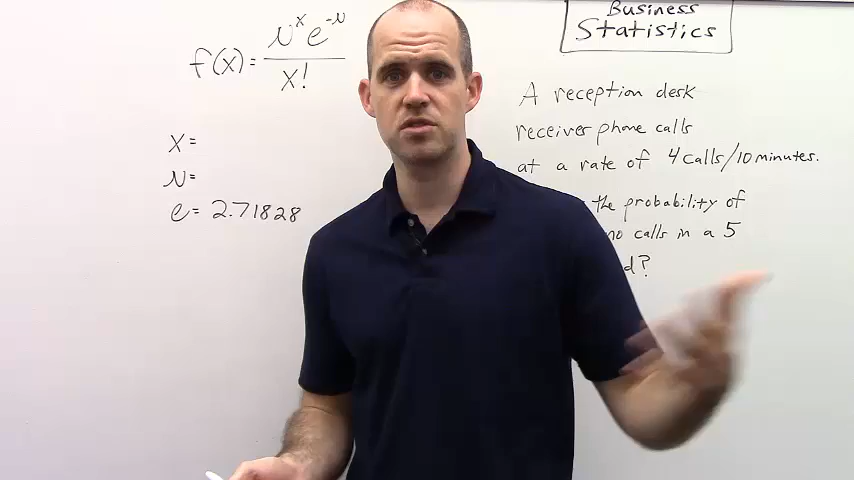 Business
Statistics
f(x) = μ^x e^-μ / x!
x =
μ =
e = 2.71828
A reception desk
receives phone calls
at a rate of 4 calls/10 minutes.
the probability of
no calls in a 5
d?